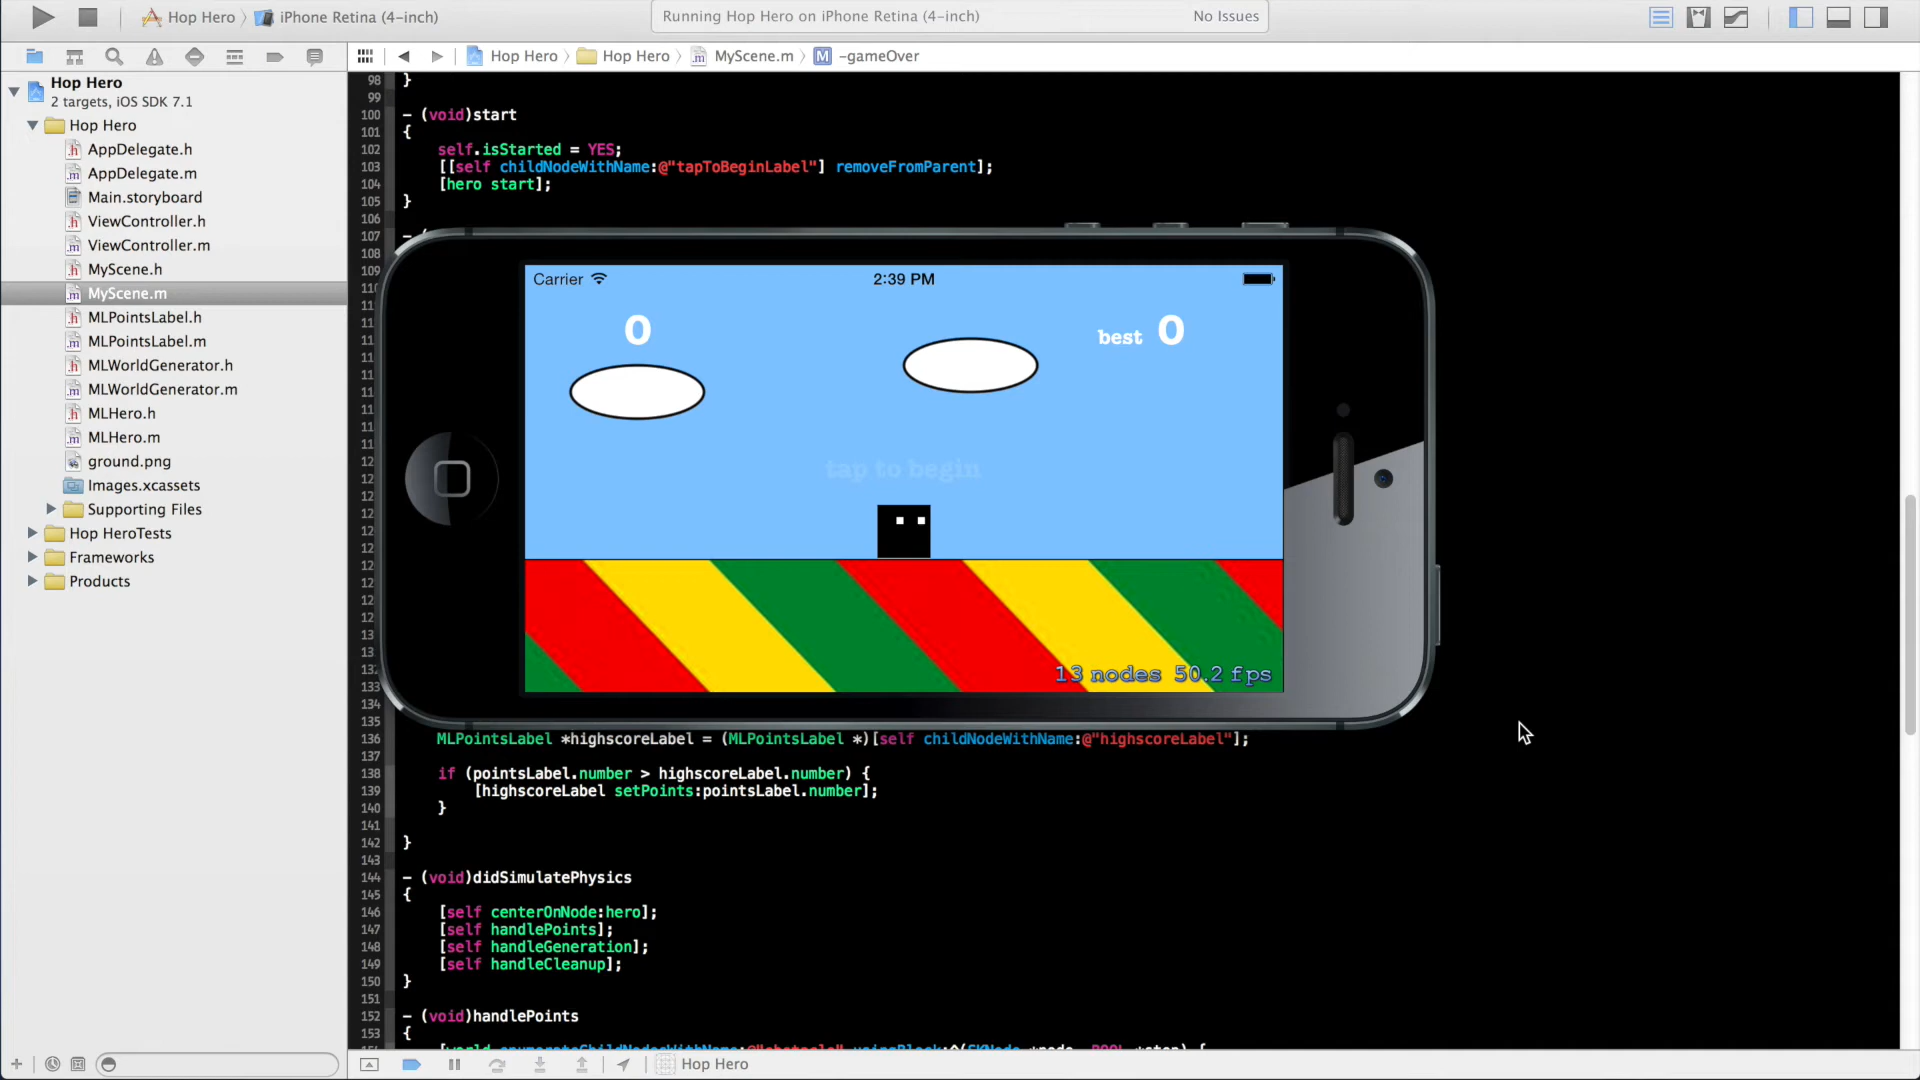 Hop Hero
iPhone Retina (4-inch)
Running Hop Hero on iPhone Retina (4-inch)
No Issues
Hop Hero
Hop Hero
MyScene.m
M
-gameOver
Hop Hero
2 targets, iOS SDK 7.1
Hop Hero
AppDelegate.h
AppDelegate.m
Main.storyboard
ViewController.h
ViewController.m
MyScene.h
MyScene.m
MLPointsLabel.h
MLPointsLabel.m
MLWorldGenerator.h
MLWorldGenerator.m
MLHero.h
MLHero.m
ground.png
Images.xcassets
Supporting Files
Hop HeroTests
Frameworks
Products
98 }
99
100 - (void)start
101 {
102 self.isStarted = YES;
103 [[self childNodeWithName:@"tapToBeginLabel"] removeFromParent];
104 [hero start];
105 }
106
107
108
109
Carrier
2:39 PM
0
best 0
tap to begin
13 nodes 50.2 fps
133
134
135
136 MLPointsLabel *highscoreLabel = (MLPointsLabel *)[self childNodeWithName:@"highscoreLabel"];
137
138 if (pointsLabel.number > highscoreLabel.number) {
139 [highscoreLabel setPoints:pointsLabel.number];
140 }
141
142 }
143
144 - (void)didSimulatePhysics
145 {
146 [self centerOnNode:hero];
147 [self handlePoints];
148 [self handleGeneration];
149 [self handleCleanup];
150 }
151
152 - (void)handlePoints
153 {
Hop Hero